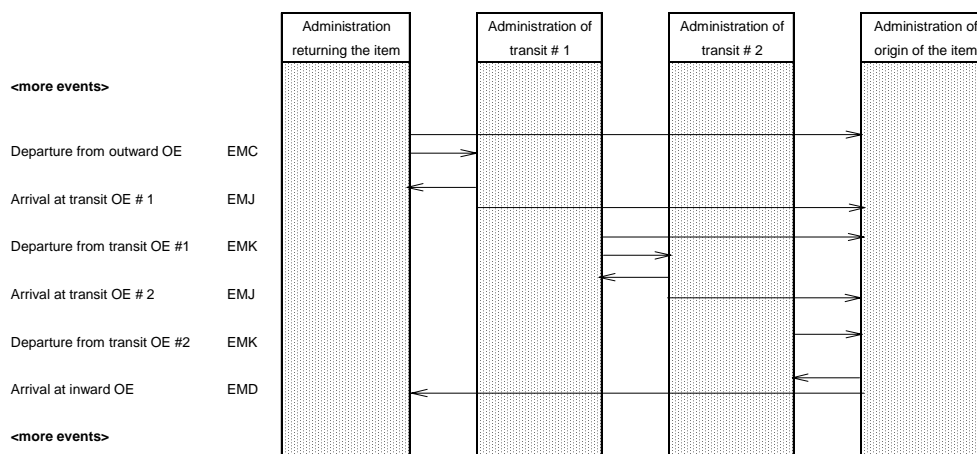 Administration
returning the item
Administration of
transit # 1
Administration of
transit # 2
Administration of
origin of the item
<more events>
Departure from outward OE EMC
Arrival at transit OE # 1 EMJ
Departure from transit OE #1 EMK
Arrival at transit OE # 2 EMJ
Departure from transit OE #2 EMK
Arrival at inward OE EMD
<more events>